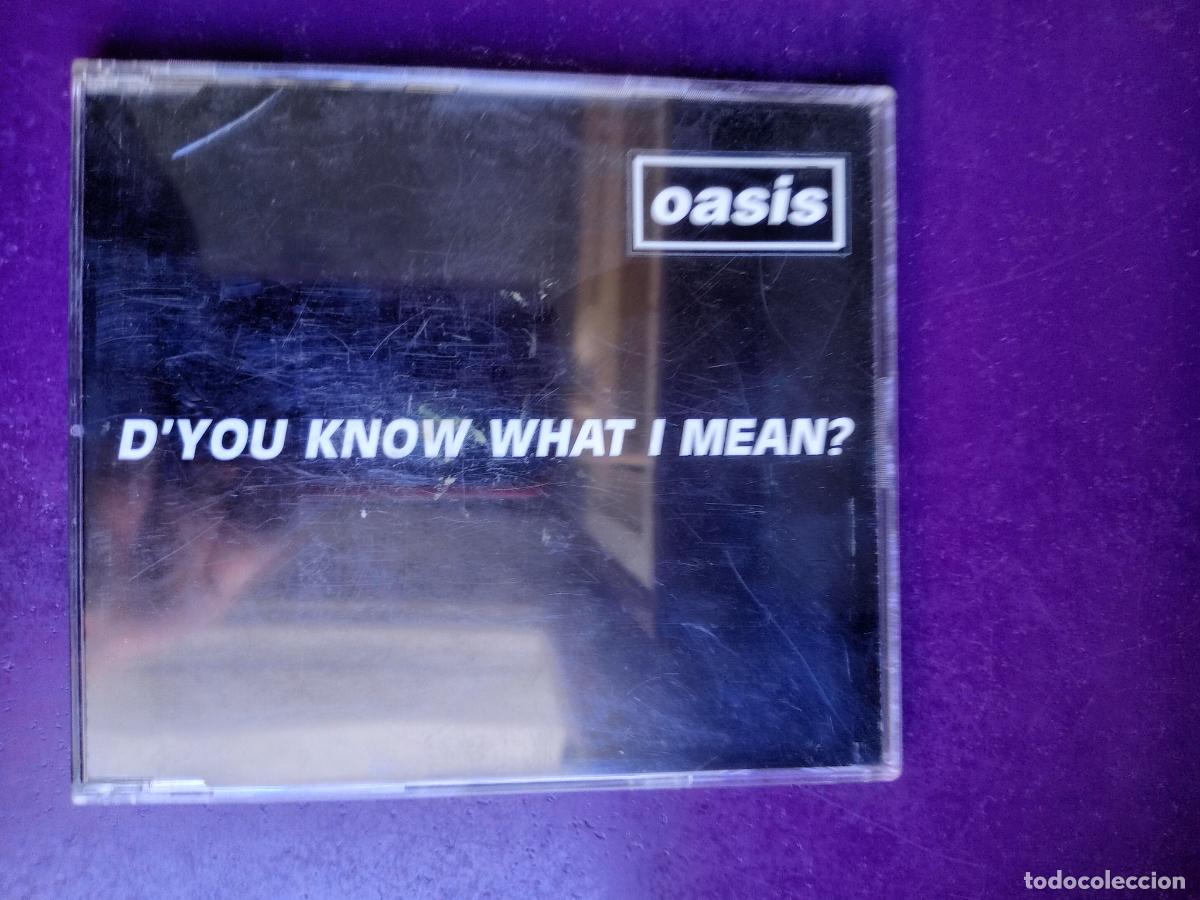 oasis
D'YOU KNOW WHAT I MEAN?
todocoleccion